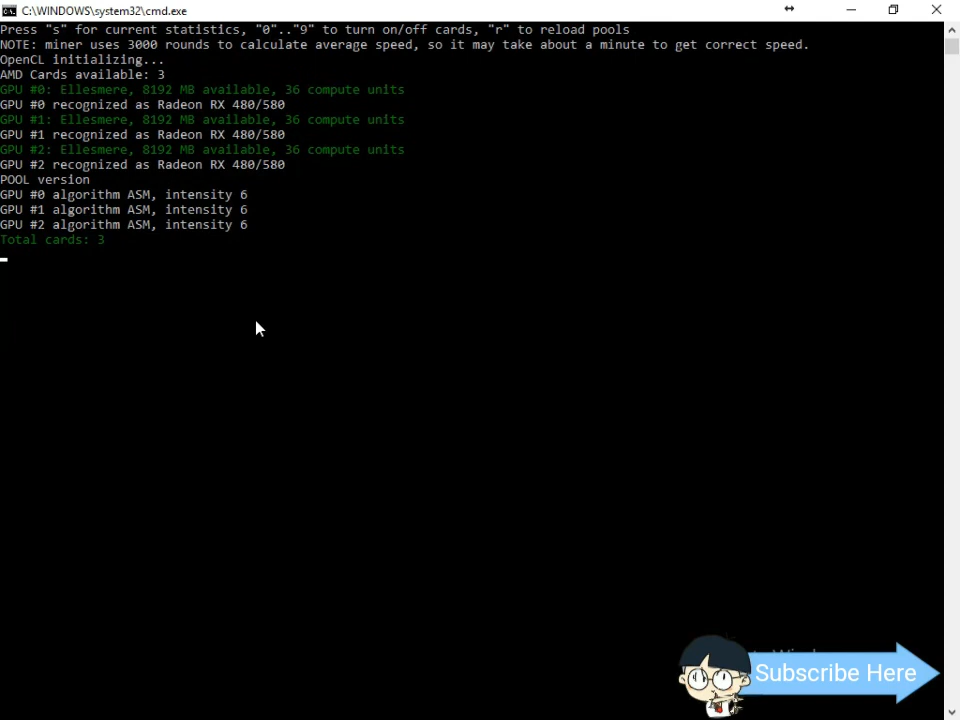 C:\WINDOWS\system32\cmd.exe
Press "s" for current statistics, "0".."9" to turn on/off cards, "r" to reload pools
NOTE: miner uses 3000 rounds to calculate average speed, so it may take about a minute to get correct speed.
OpenCL initializing...
AMD Cards available: 3
GPU #0: Ellesmere, 8192 MB available, 36 compute units
GPU #0 recognized as Radeon RX 480/580
GPU #1: Ellesmere, 8192 MB available, 36 compute units
GPU #1 recognized as Radeon RX 480/580
GPU #2: Ellesmere, 8192 MB available, 36 compute units
GPU #2 recognized as Radeon RX 480/580
POOL version
GPU #0 algorithm ASM, intensity 6
GPU #1 algorithm ASM, intensity 6
GPU #2 algorithm ASM, intensity 6
Total cards: 3
Subscribe Here